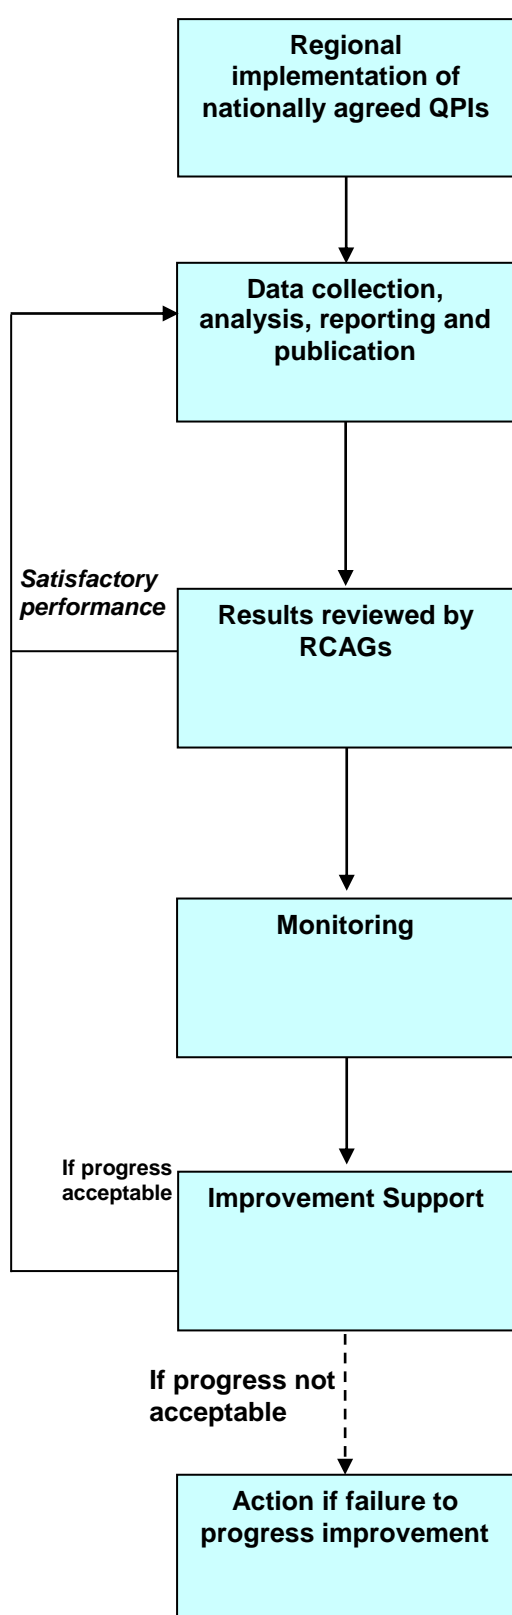 Regional
implementation of
nationally agreed QPIs
Data collection,
analysis, reporting and
publication
Satisfactory
performance
Results reviewed by
RCAGs
Monitoring
If progress
acceptable
Improvement Support
If progress not
acceptable
Action if failure to
progress improvement